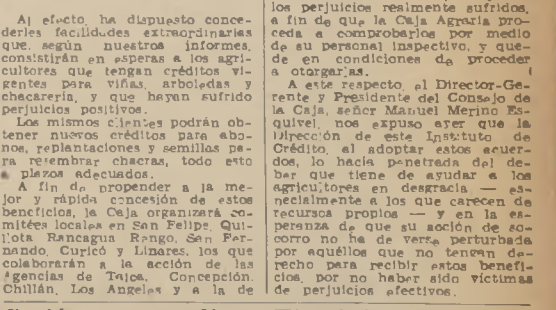 Al efecto, ha dispuesto conce-
derles facilidades extraordinarias
que, según nuestros informes,
consistirán en esperas a los agri-
cultores que tengan créditos vi-
gentes para viñas, arboledas y
chacarería, y que hayan sufrido
perjuicios positivos.
Los mismos clientes podrán ob-
tener nuevos créditos para abo-
nos, replantaciones y semillas pa-
ra resembrar chacras, todo esto
a plazos adecuados.
A fin de propender a la me-
jor y rápida concesión de estos
beneficios, la Caja organizará co-
mités locales en San Felipe, Qui-
llota Rancagua Rengo, San Fer-
nando, Curicó y Linares, los que
colaborarán a la acción de las
Agencias de Talca, Concepción,
Chillán, Los Angeles y a la de
los perjuicios realmente sufridos,
a fin de que la Caja Agraria pro-
ceda a comprobarlos por medio
de su personal inspectivo, y que-
de en condiciones de proceder
a otorgarlas.
A este respecto, el Director-Ge-
rente y Presidente del Consejo de
la Caja, señor Manuel Merino Es-
quivel, nos expuso ayer que la
Dirección de este Instituto de
Crédito, al adoptar estos acuer-
dos, lo hacía penetrada del de-
ber que tiene de ayudar a los
agricultores en desgracia — es-
pecialmente a los que carecen de
recursos propios — y en la es-
peranza de que su acción de so-
corro no ha de verse perturbada
por aquéllos que no tengan de-
recho para recibir estos benefi-
cios, por no haber sido víctimas
de perjuicios efectivos.